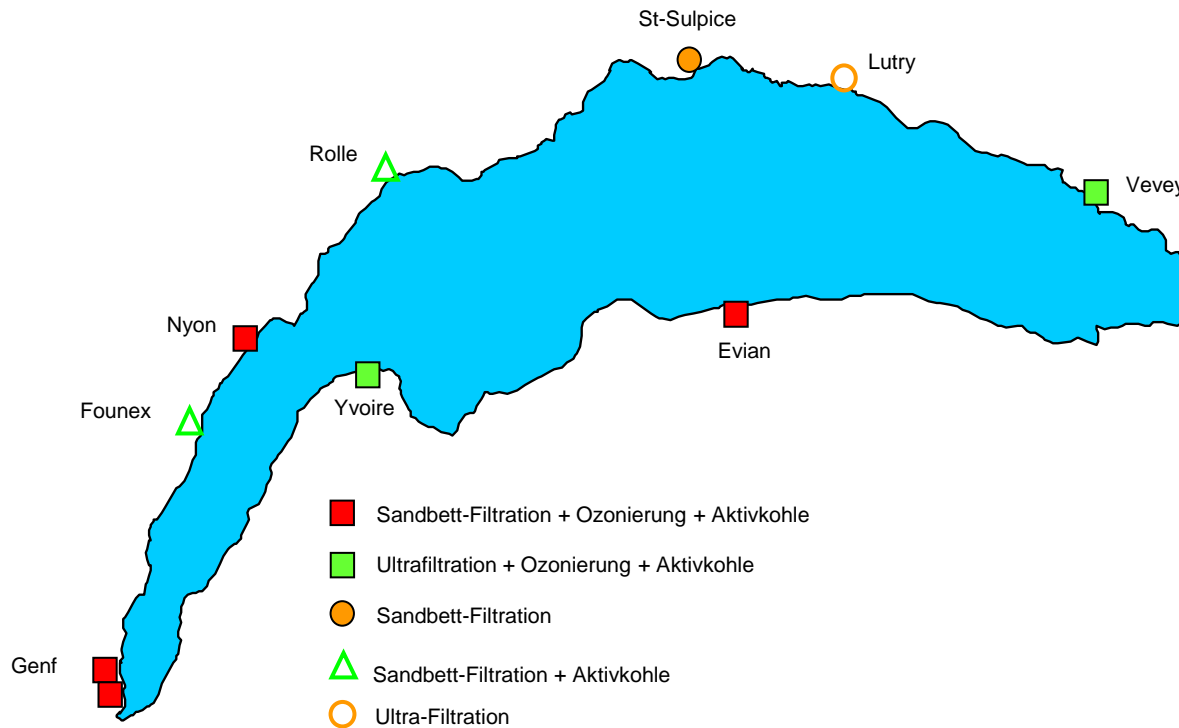 St-Sulpice
Lutry
Rolle
Vevey
Nyon
Evian
Founex
Yvoire
Sandbett-Filtration + Ozonierung + Aktivkohle
Ultrafiltration + Ozonierung + Aktivkohle
Sandbett-Filtration
Genf
Sandbett-Filtration + Aktivkohle
Ultra-Filtration